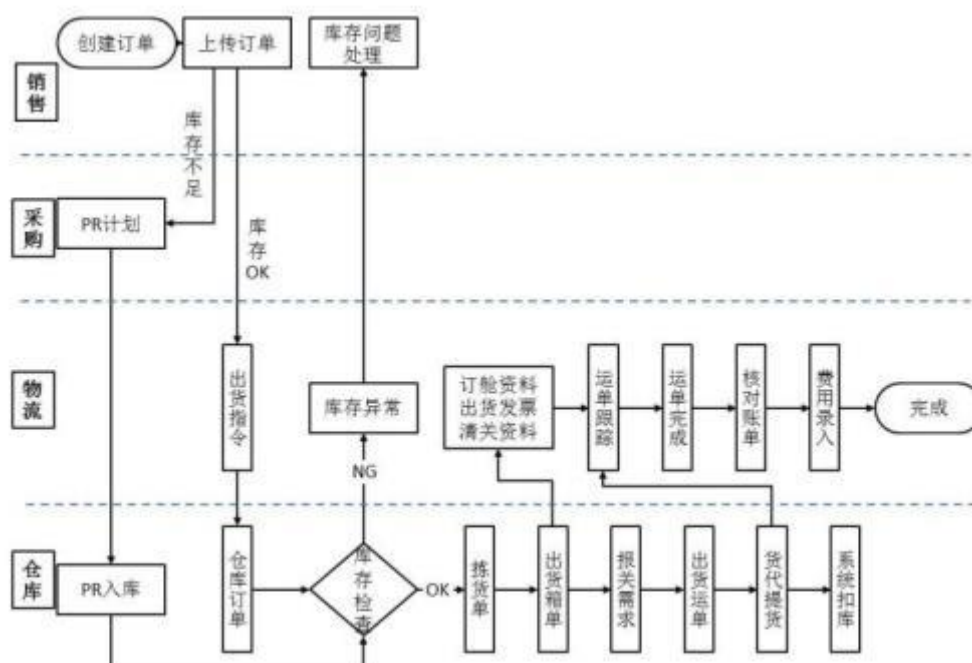 创建订单
上传订单
库存问题
处理
销售
库存不足
采购
PR计划
库存
OK
物流
出货指令
库存异常
订舱资料
出货发票
清关资料
运单跟踪
运单完成
核对账单
费用录入
完成
NG
仓库
PR入库
仓库订单
库存检查
OK
拣货单
出货箱单
报关需求
出货运单
货代提货
系统扣库